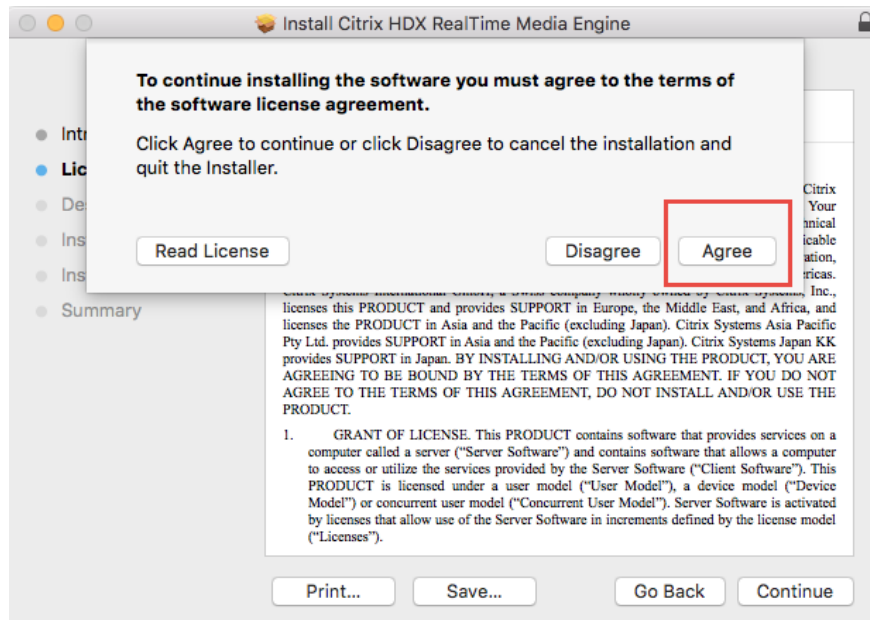 Install Citrix HDX RealTime Media Engine
To continue installing the software you must agree to the terms of
the software license agreement.
Click Agree to continue or click Disagree to cancel the installation and
quit the Installer.
Read License
Disagree
Agree
Summary
Citrix
Your
licenses this PRODUCT and provides SUPPORT in Europe, the Middle East, and Africa, and
licenses the PRODUCT in Asia and the Pacific (excluding Japan). Citrix Systems Asia Pacific
Pty Ltd. provides SUPPORT in Asia and the Pacific (excluding Japan). Citrix Systems Japan KK
provides SUPPORT in Japan. BY INSTALLING AND/OR USING THE PRODUCT, YOU ARE
AGREEING TO BE BOUND BY THE TERMS OF THIS AGREEMENT. IF YOU DO NOT
AGREE TO THE TERMS OF THIS AGREEMENT, DO NOT INSTALL AND/OR USE THE
PRODUCT.
1. GRANT OF LICENSE. This PRODUCT contains software that provides services on a
computer called a server (“Server Software”) and contains software that allows a computer
to access or utilize the services provided by the Server Software (“Client Software”). This
PRODUCT is licensed under a user model (“User Model”), a device model (“Device
Model”) or concurrent user model (“Concurrent User Model”). Server Software is activated
by licenses that allow use of the Server Software in increments defined by the license model
(“Licenses”).
Print...
Save...
Go Back
Continue